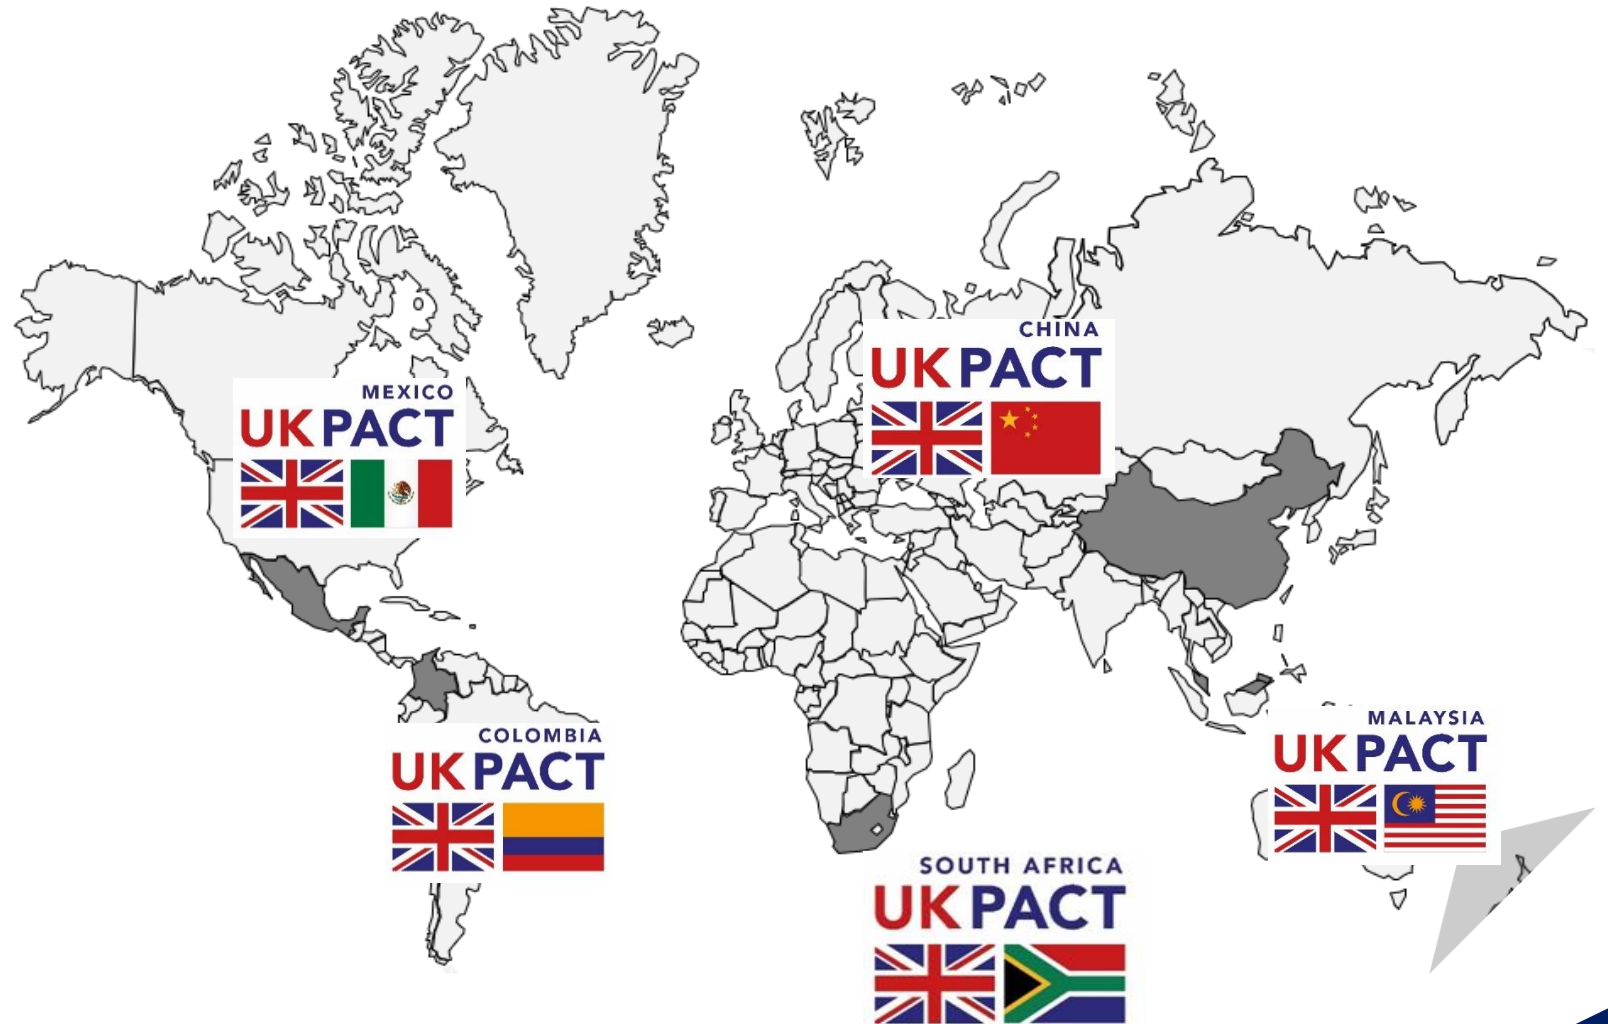 CHINA
UK PACT
MEXICO
UK PACT
MALAYSIA
UK PACT
COLOMBIA
UK PACT
SOUTH AFRICA
UK PACT